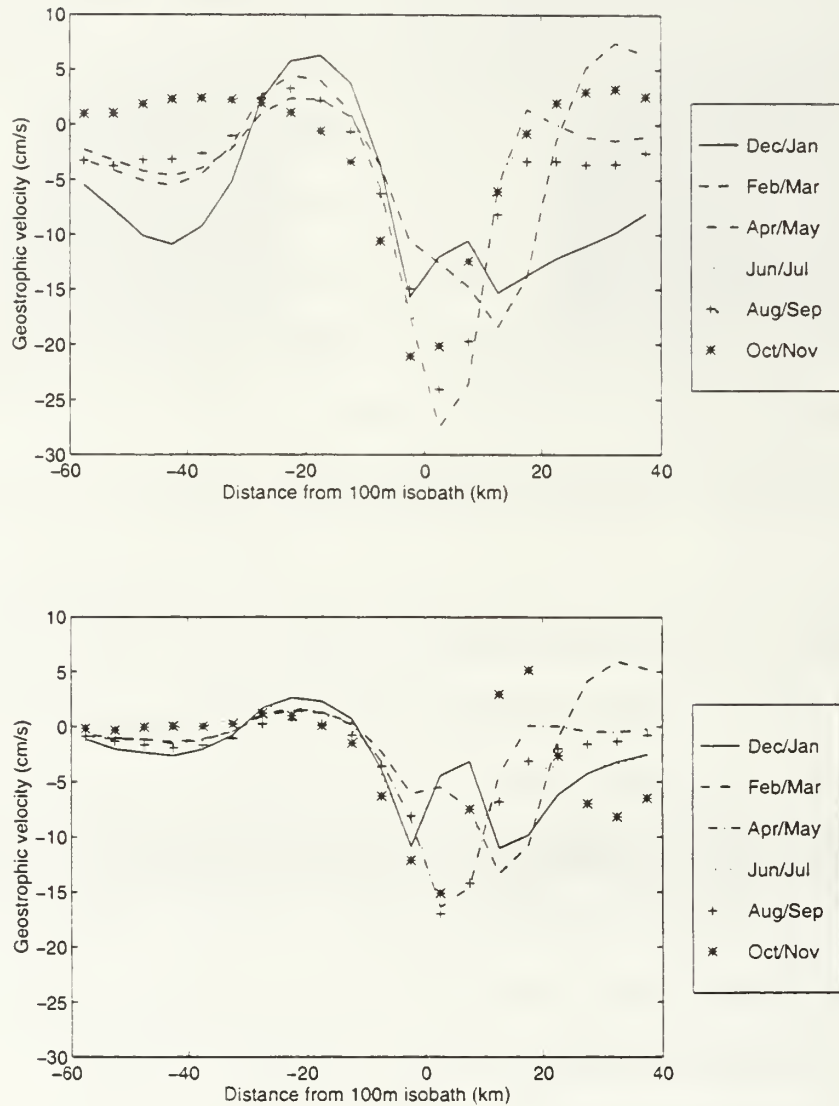 10
5
0
-5
-10
-15
-20
-25
-30
Geostrophic velocity (cm/s)
-60
-40
-20
0
20
40
Distance from 100m isobath (km)
Dec/Jan
Feb/Mar
Apr/May
Jun/Jul
Aug/Sep
Oct/Nov
10
5
0
-5
-10
-15
-20
-25
-30
Geostrophic velocity (cm/s)
-60
-40
-20
0
20
40
Distance from 100m isobath (km)
Dec/Jan
Feb/Mar
Apr/May
Jun/Jul
Aug/Sep
Oct/Nov